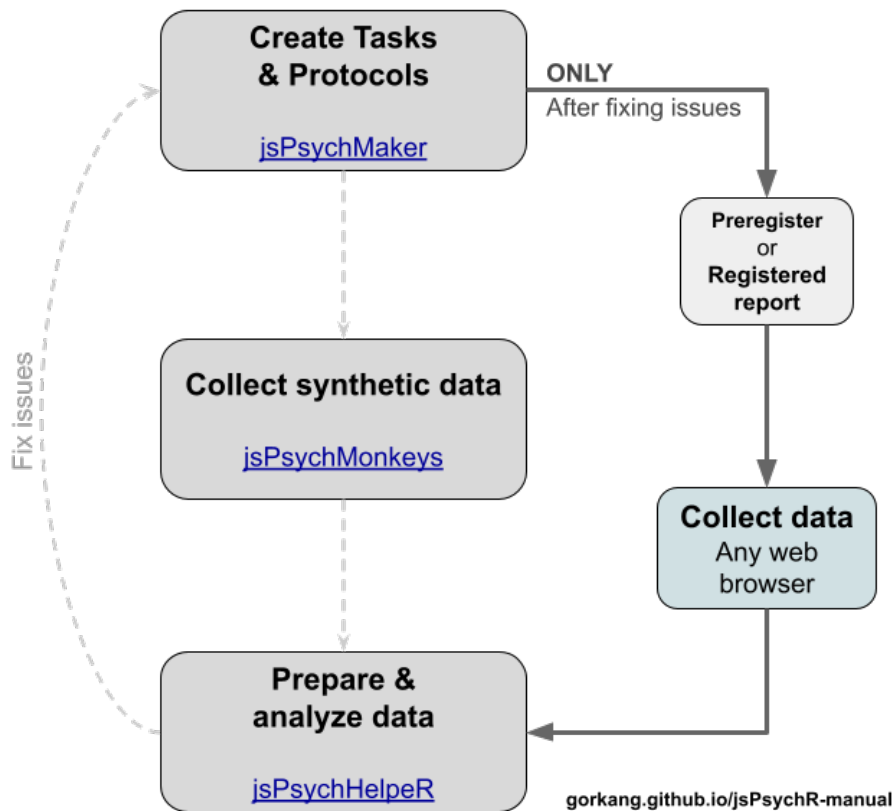 Create Tasks
& Protocols
jsPsychMaker
ONLY
After fixing issues
Preregister
or
Registered
report
Fix issues
Collect synthetic data
jsPsychMonkeys
Collect data
Any web
browser
Prepare &
analyze data
jsPsychHelpeR
gorkang.github.io/jsPsychR-manual